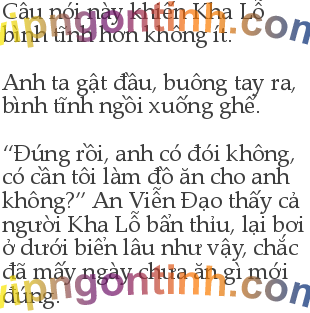 Câu nói này khiến Kha Lỗ
bình tĩnh hơn không ít.
Anh ta gật đầu, buông tay ra,
bình tĩnh ngồi xuống ghế.
“Đúng rồi, anh có đói không,
có cần tôi làm đồ ăn cho anh
không?” An Viễn Đạo thấy cả
người Kha Lỗ bẩn thỉu, lại bơi
ở dưới biển lâu như vậy, chắc
đã mấy ngày chưa ăn gì mới
đúng.